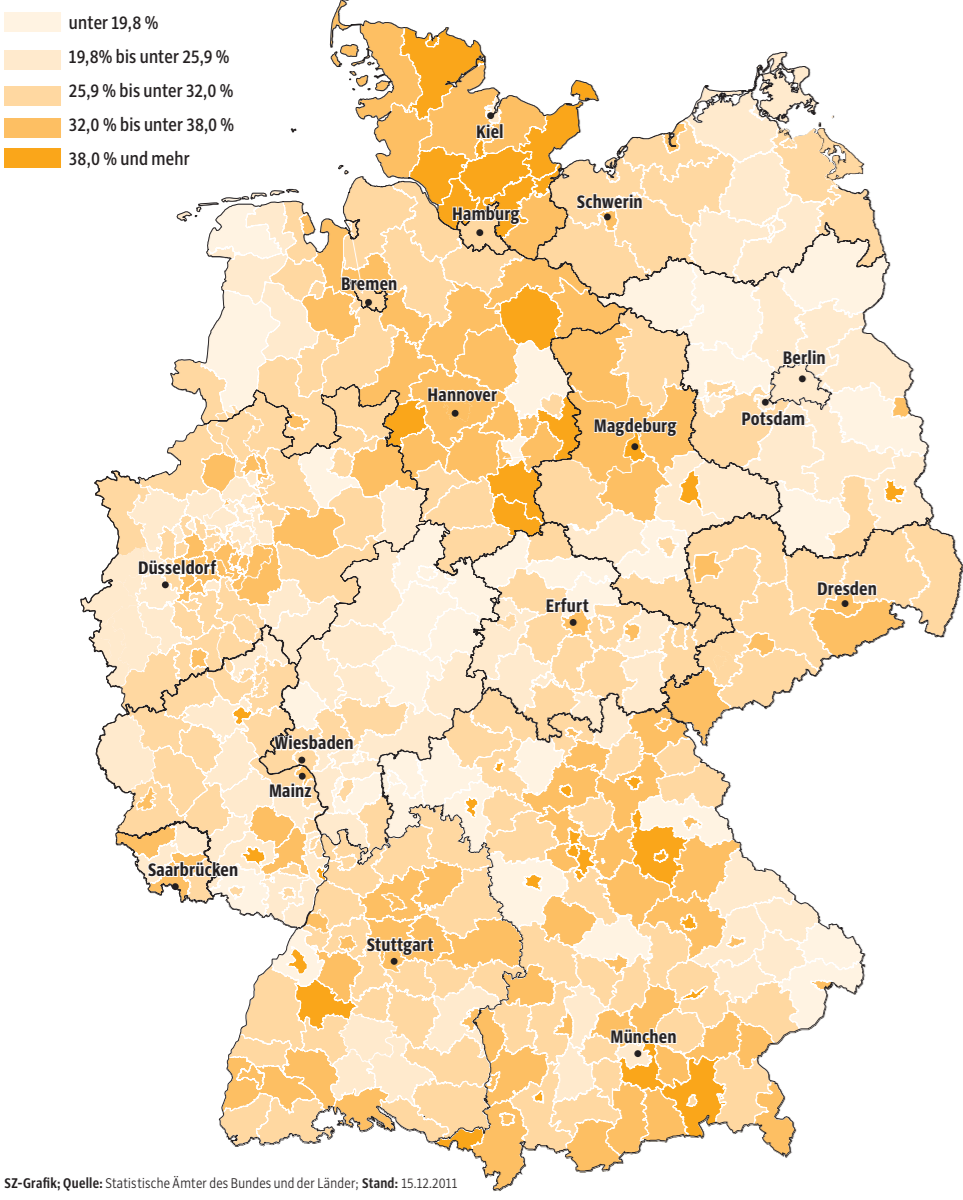 unter 19,8 %
19,8% bis unter 25,9 %
25,9 % bis unter 32,0 %
32,0 % bis unter 38,0 %
38,0 % und mehr
Kiel
Schwerin
Hamburg
Bremen
Berlin
Hannover
Potsdam
Magdeburg
Düsseldorf
Dresden
Erfurt
Wiesbaden
Mainz
Saarbrücken
Stuttgart
München
SZ-Grafik; Quelle: Statistische Ämter des Bundes und der Länder; Stand: 15.12.2011